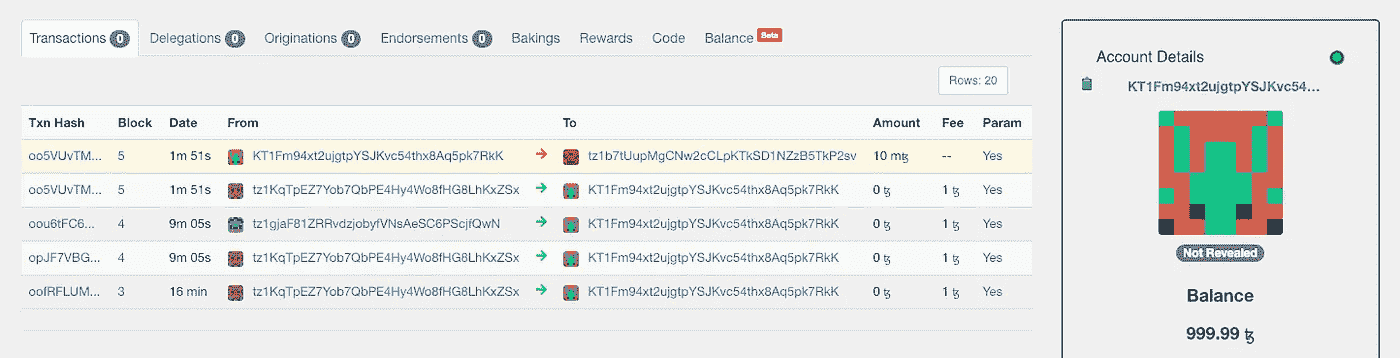 Transactions 0 Delegations 0 Originations 0 Endorsements 0 Bakings Rewards Code Balance Beta
Rows: 20
Txn Hash Block Date From To Amount Fee Param
oo5VUvTM... 5 1m 51s KT1Fm94xt2ujgtpYSJKvc54thx8Aq5pk7RkK tz1b7tUupMgCNw2cCLpKTkSD1NZzB5TkP2sv 10 mꜩ -- Yes
oo5VUvTM... 5 1m 51s tz1KqTpEZ7Yob7QbPE4Hy4Wo8fHG8LhKxZSx KT1Fm94xt2ujgtpYSJKvc54thx8Aq5pk7RkK 0 ꜩ 1 ꜩ Yes
oou6tFC6... 4 9m 05s tz1gjaF81ZRRvdzjobyfVNsAeSC6PScjfQwN KT1Fm94xt2ujgtpYSJKvc54thx8Aq5pk7RkK 0 ꜩ 1 ꜩ Yes
opJF7VBG... 4 9m 05s tz1KqTpEZ7Yob7QbPE4Hy4Wo8fHG8LhKxZSx KT1Fm94xt2ujgtpYSJKvc54thx8Aq5pk7RkK 0 ꜩ 1 ꜩ Yes
oofRFLUM... 3 16 min tz1KqTpEZ7Yob7QbPE4Hy4Wo8fHG8LhKxZSx KT1Fm94xt2ujgtpYSJKvc54thx8Aq5pk7RkK 0 ꜩ 1 ꜩ Yes
Account Details
KT1Fm94xt2ujgtpYSJKvc54...
Not Revealed
Balance
999.99 ꜩ